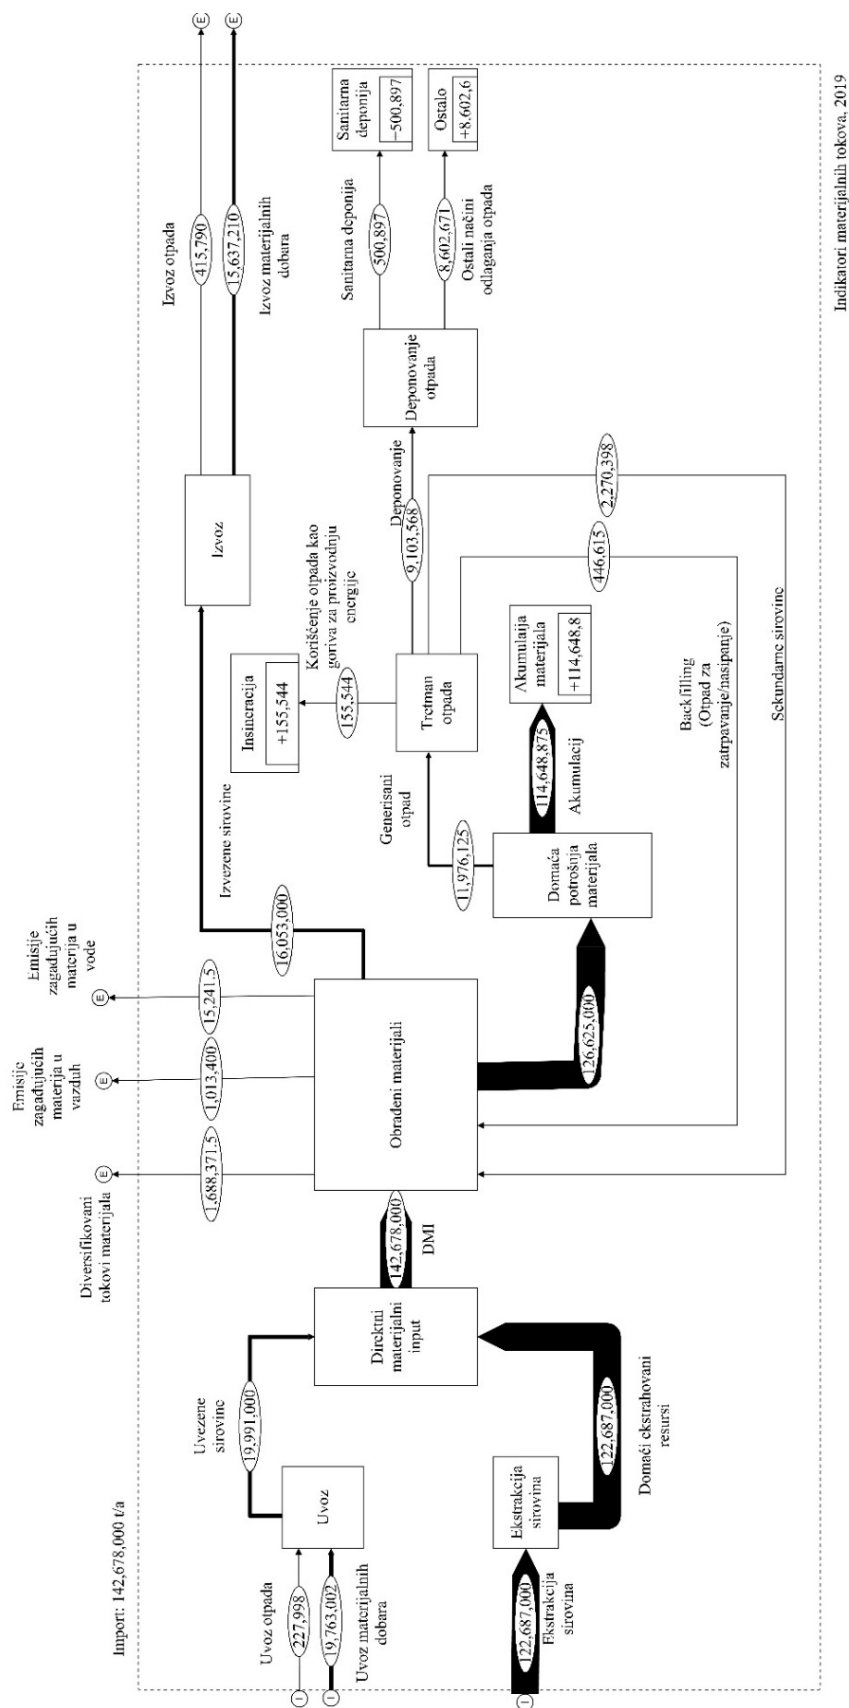 Import: 142,678,000 t/a
Uvoz otpada
227,998
19,763,002
Uvoz materijalnih
dobara
Uvoz
Uvezene
sirovine
19,991,000
122,687,000
Ekstrakcija
sirovina
Ekstrakcija
sirovina
122,687,000
Domaći ekstrahovani
resursi
Direktni
materijalni
input
142,678,000
DMI
Diversifikovani
tokovi materijala
1,688,371.5
E
Emisije
zagađujućih
materija u
vazduh
1,013,400
E
Emisije
zagađujućih
materija u
vode
15,241.5
E
Obrađeni materijali
16,053,000
Izvezene sirovine
126,625,000
Domaća
potrošnja
materijala
11,976,125
Generisani
otpad
114,648,875
Akumulacij
Akumulaija
materijala
+114,648,8
Tretman
otpada
Insineracija
+155,544
155,544
Korišćenje otpada kao
goriva za proizvodnju
energije
Izvoz
Izvoz otpada
415,790
E
15,637,210
E
Izvoz materijalnih
dobara
Deponovanje
9,103,568
Deponovanje
otpada
Sanitarna deponija
500,897
8,602,671
Ostali načini
odlaganja otpada
Sanitarna
deponija
−500,897
Ostalo
+8.602,6
446,615
2,270,398
Backfilling
(Otpad za
zatrpavanje/nasipanje)
Sekundarne sirovine
I
I
I
Indikatori materijalnih tokova, 2019